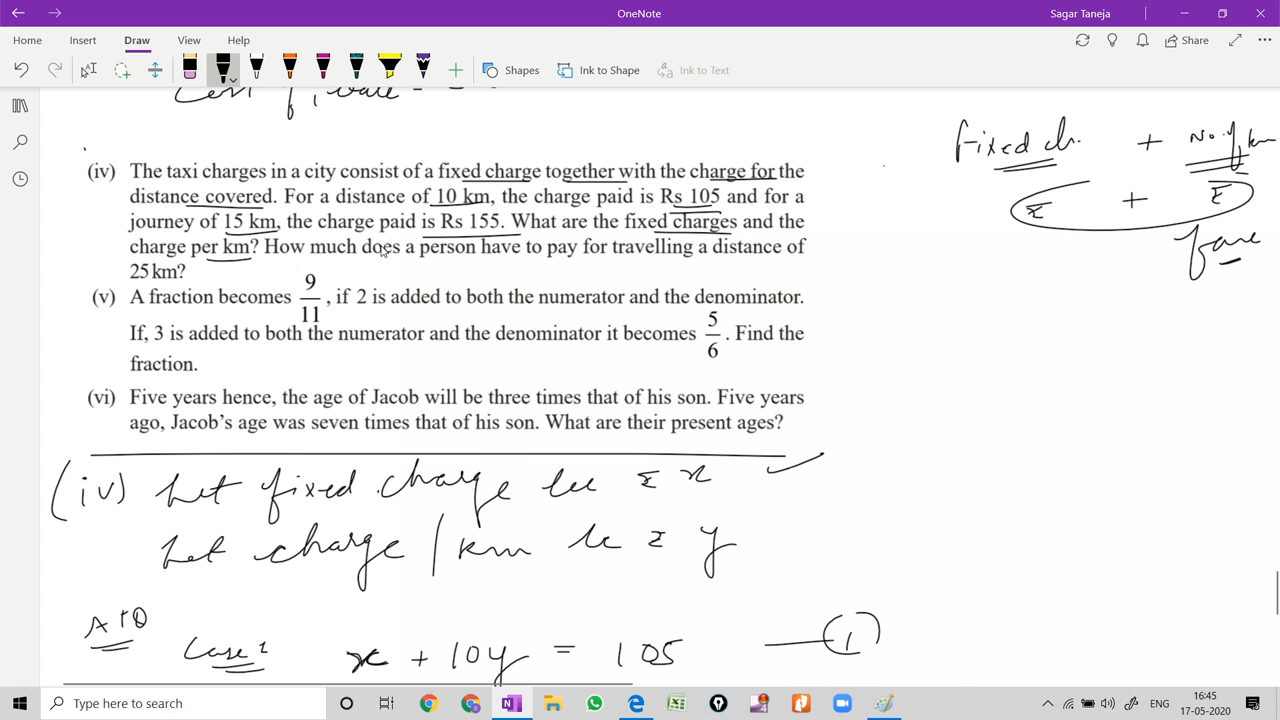 OneNote
Sagar Taneja
Home Insert Draw View Help
Share
Shapes Ink to Shape Ink to Text
fixed ch. + No. of km
+
fare
(iv) The taxi charges in a city consist of a fixed charge together with the charge for the
distance covered. For a distance of 10 km, the charge paid is Rs 105 and for a
journey of 15 km, the charge paid is Rs 155. What are the fixed charges and the
charge per km? How much does a person have to pay for travelling a distance of
25 km?
(v) A fraction becomes 9/11, if 2 is added to both the numerator and the denominator.
If, 3 is added to both the numerator and the denominator it becomes 5/6. Find the
fraction.
(vi) Five years hence, the age of Jacob will be three times that of his son. Five years
ago, Jacob's age was seven times that of his son. What are their present ages?
(iv) Let fixed charge be ₹ x
Let charge / km be ₹ y
ATQ
Case 1 x + 10y = 105 — (1)
Type here to search
ENG
16:45
17-05-2020